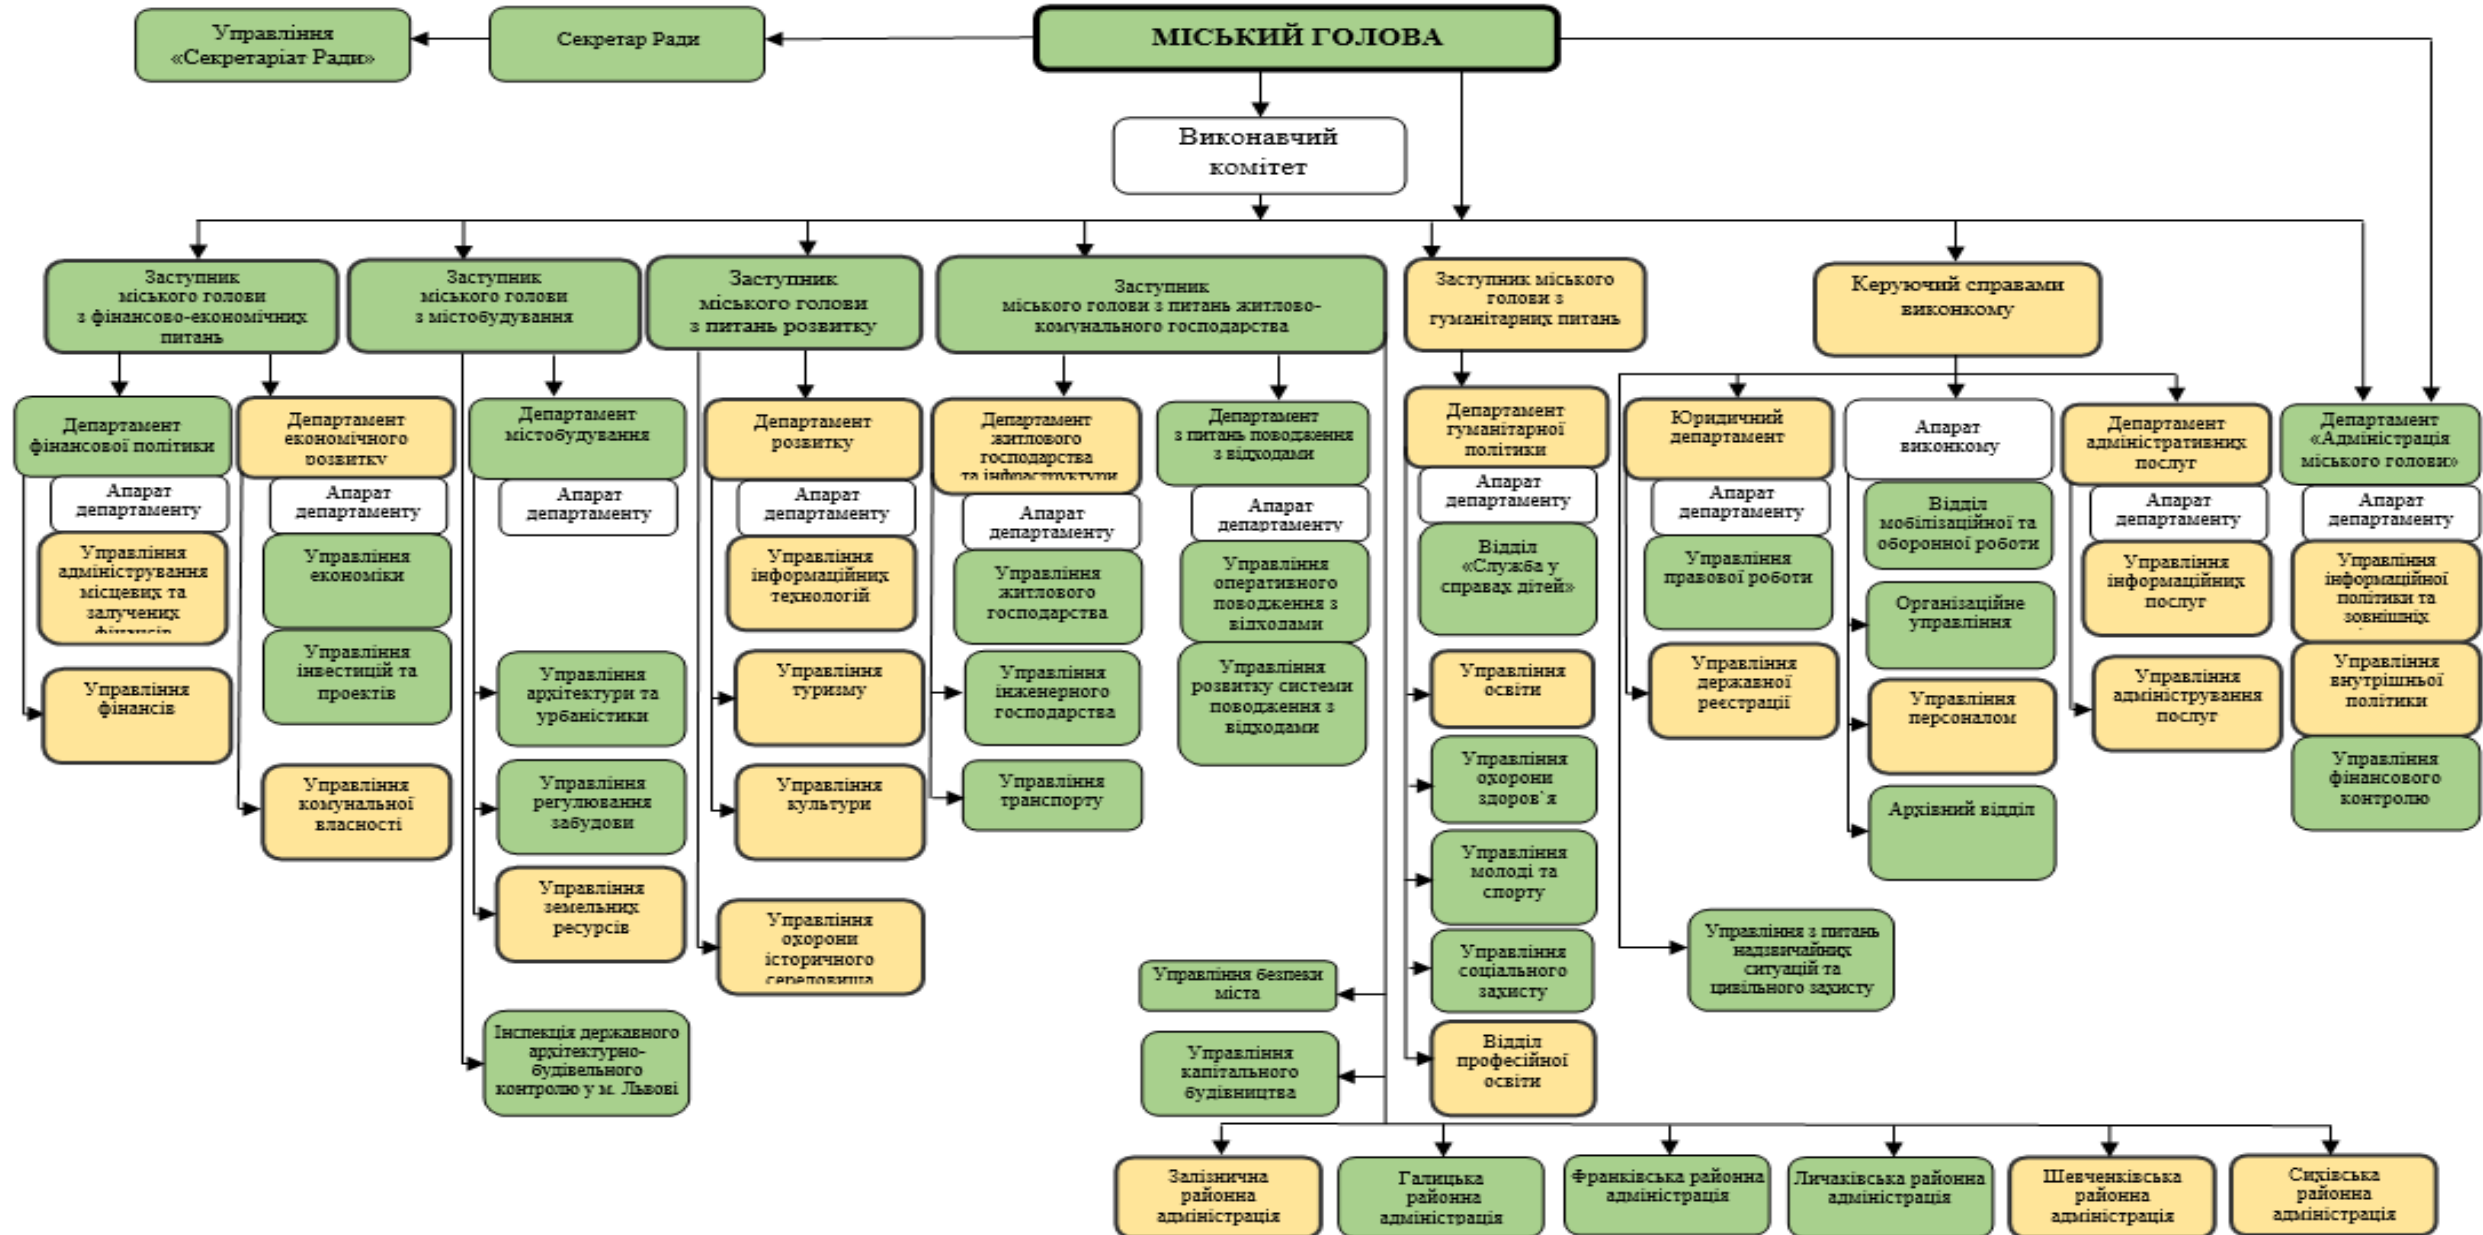 Управління
«Секретаріат Ради»
Секретар Ради
МІСЬКИЙ ГОЛОВА
Виконавчий
комітет
Заступник
міського голови
з фінансово-економічних
питань
Заступник
міського голови
з містобудування
Заступник
міського голови
з питань розвитку
Заступник
міського голови з питань житлово-
комунального господарства
Заступник міського
голови з
гуманітарних питань
Керуючий справами
виконкому
Департамент
фінансової політики
Апарат
департаменту
Управління
адміністрування
місцевих та
залучених
фінансів
Управління
фінансів
Департамент
економічного
розвитку
Апарат
департаменту
Управління
економіки
Управління
інвестицій та
проектів
Управління
комунальної
власності
Департамент
містобудування
Апарат
департаменту
Управління
архітектури та
урбаністики
Управління
регулювання
забудови
Управління
земельних
ресурсів
Інспекція державного
архітектурно-
будівельного
контролю у м. Львові
Департамент
розвитку
Апарат
департаменту
Управління
інформаційних
технологій
Управління
туризму
Управління
культури
Управління
охорони
історичного
середовища
Департамент
житлового
господарства
та інфраструктури
Апарат
департаменту
Управління
житлового
господарства
Управління
інженерного
господарства
Управління
транспорту
Департамент
з питань поводження
з відходами
Апарат
департаменту
Управління
оперативного
поводження з
відходами
Управління
розвитку системи
поводження з
відходами
Управління безпеки
міста
Управління
капітального
будівництва
Департамент
гуманітарної
політики
Апарат
департаменту
Відділ
«Служба у
справах дітей»
Управління
освіти
Управління
охорони
здоров`я
Управління
молоді та
спорту
Управління
соціального
захисту
Відділ
професійної
освіти
Юридичний
департамент
Апарат
департаменту
Управління
правової роботи
Управління
державної
реєстрації
Управління з питань
надзвичайних
ситуацій та
цивільного захисту
Апарат
виконкому
Відділ
мобілізаційної та
оборонної роботи
Організаційне
управління
Управління
персоналом
Архівний відділ
Департамент
адміністративних
послуг
Апарат
департаменту
Управління
інформаційних
послуг
Управління
адміністрування
послуг
Департамент
«Адміністрація
міського голови»
Апарат
департаменту
Управління
інформаційної
політики та
зовнішніх
Управління
внутрішньої
політики
Управління
фінансового
контролю
Залізнична
районна
адміністрація
Галицька
районна
адміністрація
Франківська районна
адміністрація
Личаківська районна
адміністрація
Шевченківська
районна
адміністрація
Сихівська
районна
адміністрація